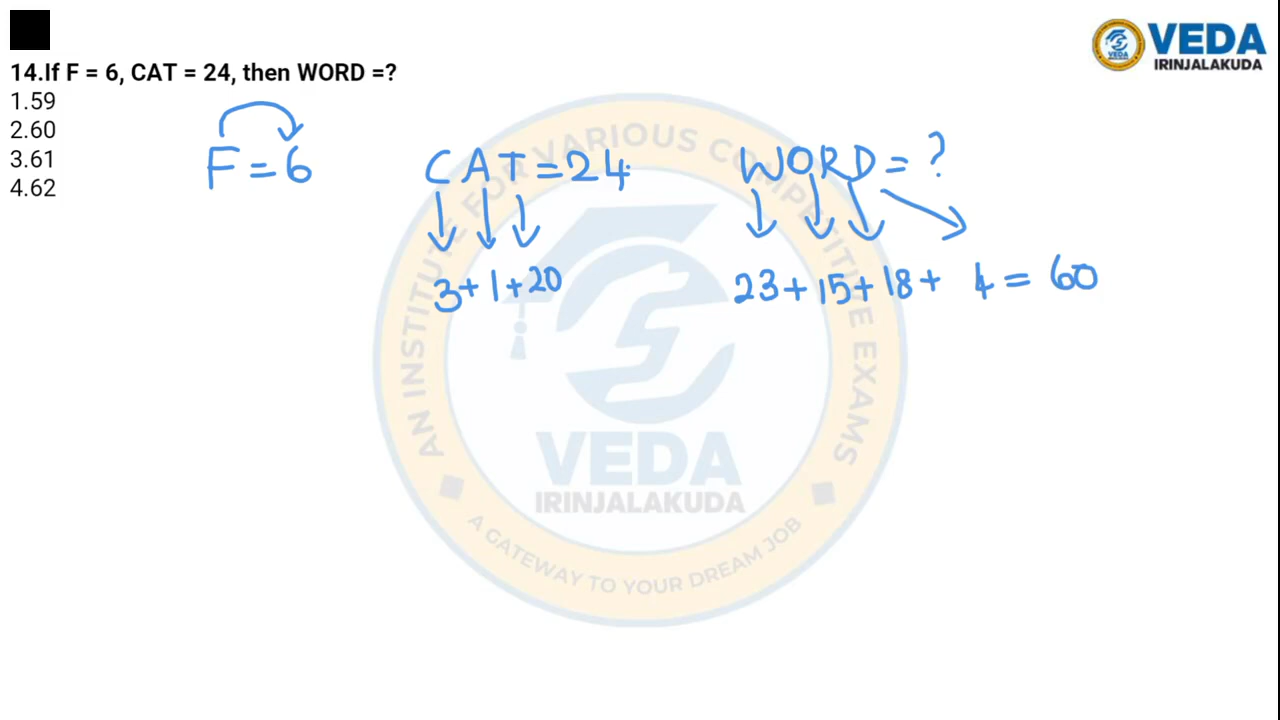 VEDA
IRINJALAKUDA
14.If F = 6, CAT = 24, then WORD =?
1.59
2.60
3.61
4.62
F = 6
CAT = 24
WORD = ?
3 + 1 + 20
23 + 15 + 18 + 4 = 60
AN INSTITUTE FOR VARIOUS COMPETITIVE EXAMS
VEDA
IRINJALAKUDA
A GATEWAY TO YOUR DREAM JOB